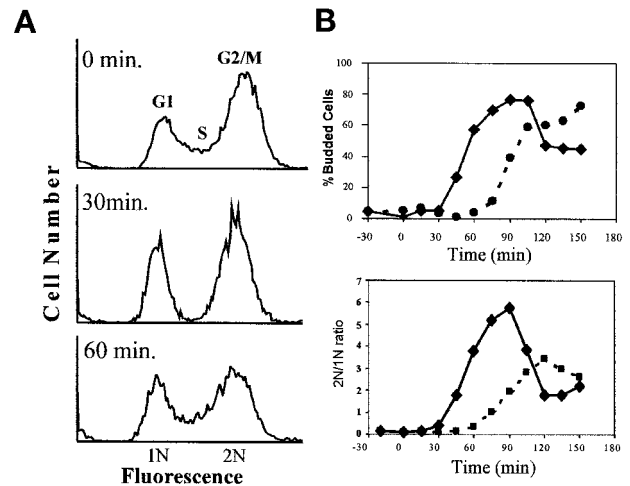 A
0 min.
G1
S
G2/M
30min.
60 min.
Cell Number
1N
2N
Fluorescence
B
% Budded Cells
100
80
60
40
20
0
-30
0
30
60
90
120
150
180
Time (min)
2N/1N ratio
7
6
5
4
3
2
1
0
-30
0
30
60
90
120
150
180
Time (min)